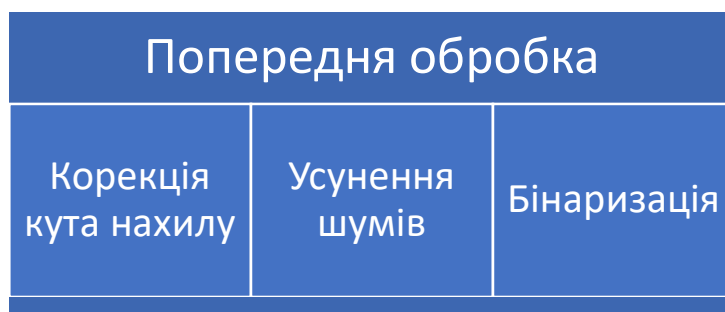 Попередня обробка
Корекція
кута нахилу
Усунення
шумів
Бінаризація